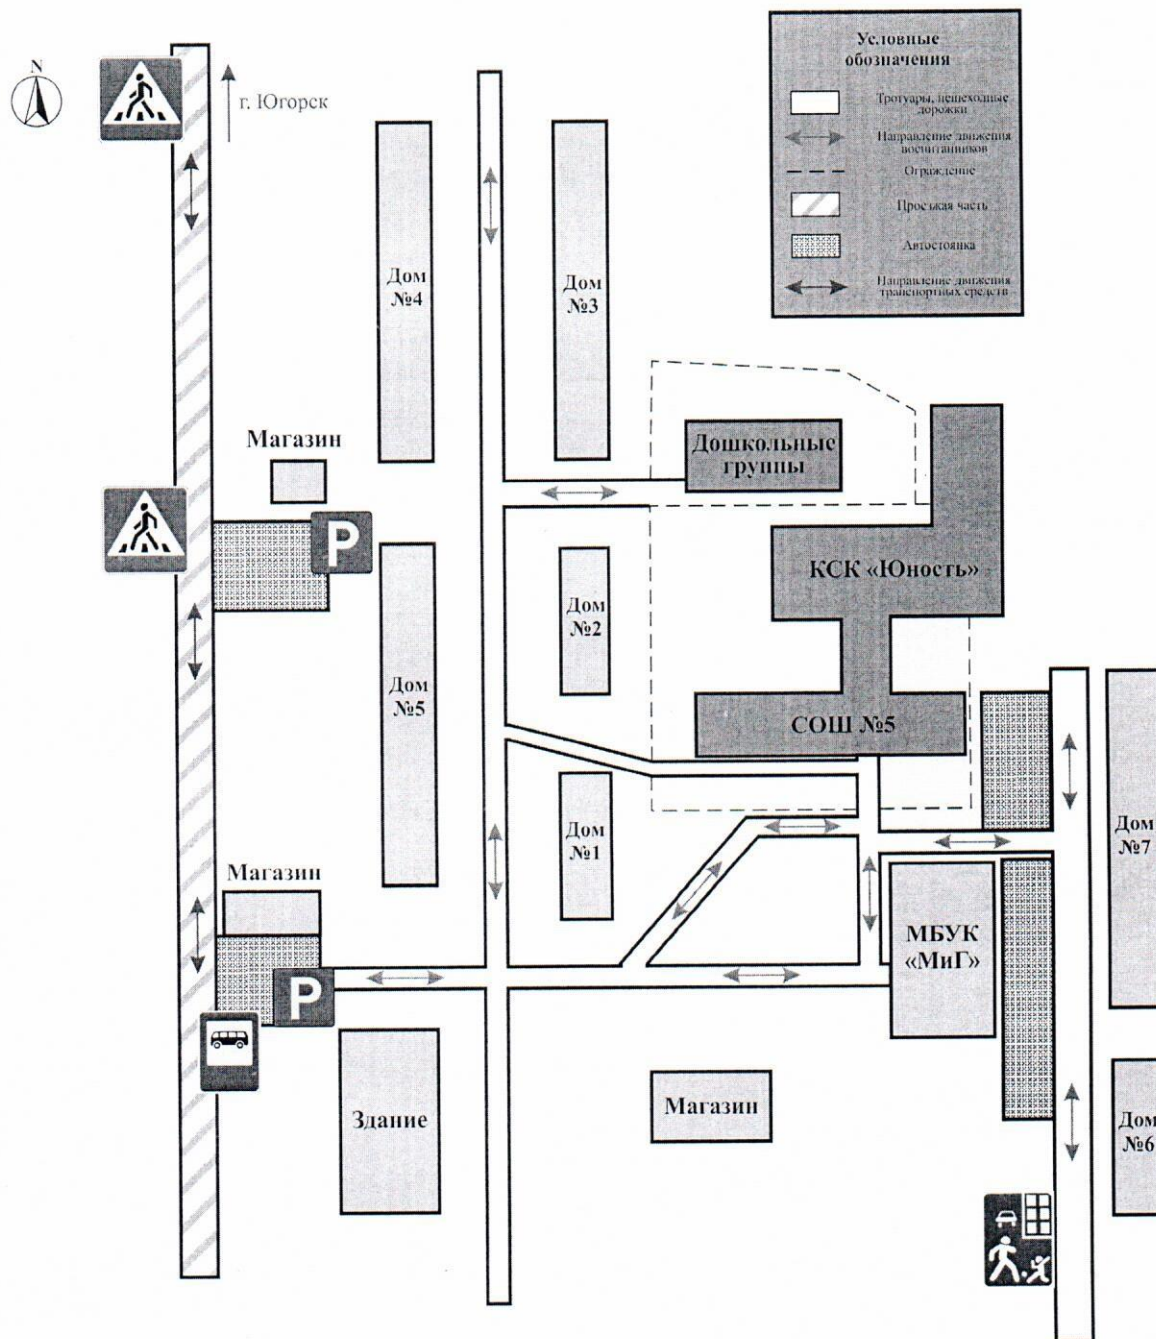 N
г. Югорск
Условные
обозначения
Тротуары, пешеходные
дорожки
Направление движения
воспитанников
Ограждение
Проезжая часть
Автостоянка
Направление движения
транспортных средств
Дом
№4
Дом
№3
Магазин
Дошкольные
группы
P
КСК «Юность»
Дом
№2
Дом
№5
СОШ №5
Дом
№1
Дом
№7
Магазин
МБУК
«МиГ»
P
Здание
Магазин
Дом
№6